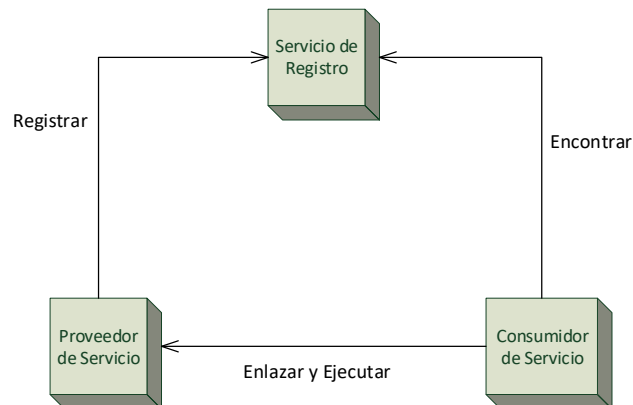 Servicio de
Registro
Registrar
Encontrar
Proveedor
de Servicio
Consumidor
de Servicio
Enlazar y Ejecutar